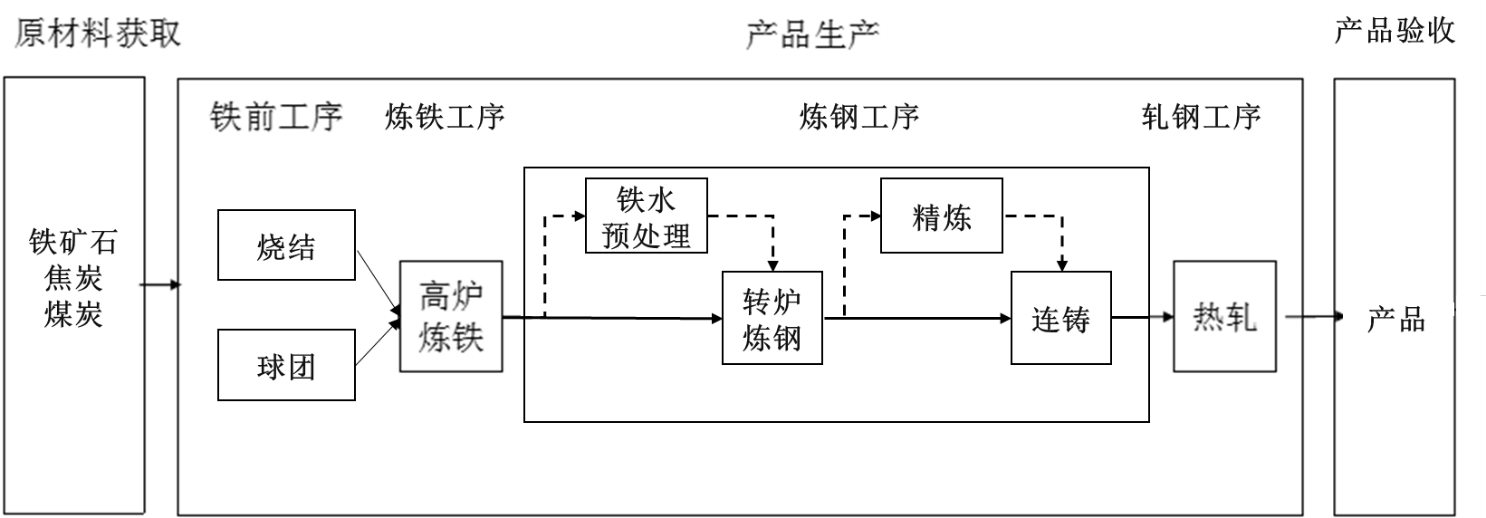 原材料获取
产品生产
产品验收
铁前工序
炼铁工序
炼钢工序
轧钢工序
铁矿石
焦炭
煤炭
烧结
球团
高炉
炼铁
铁水
预处理
转炉
炼钢
精炼
连铸
热轧
产品